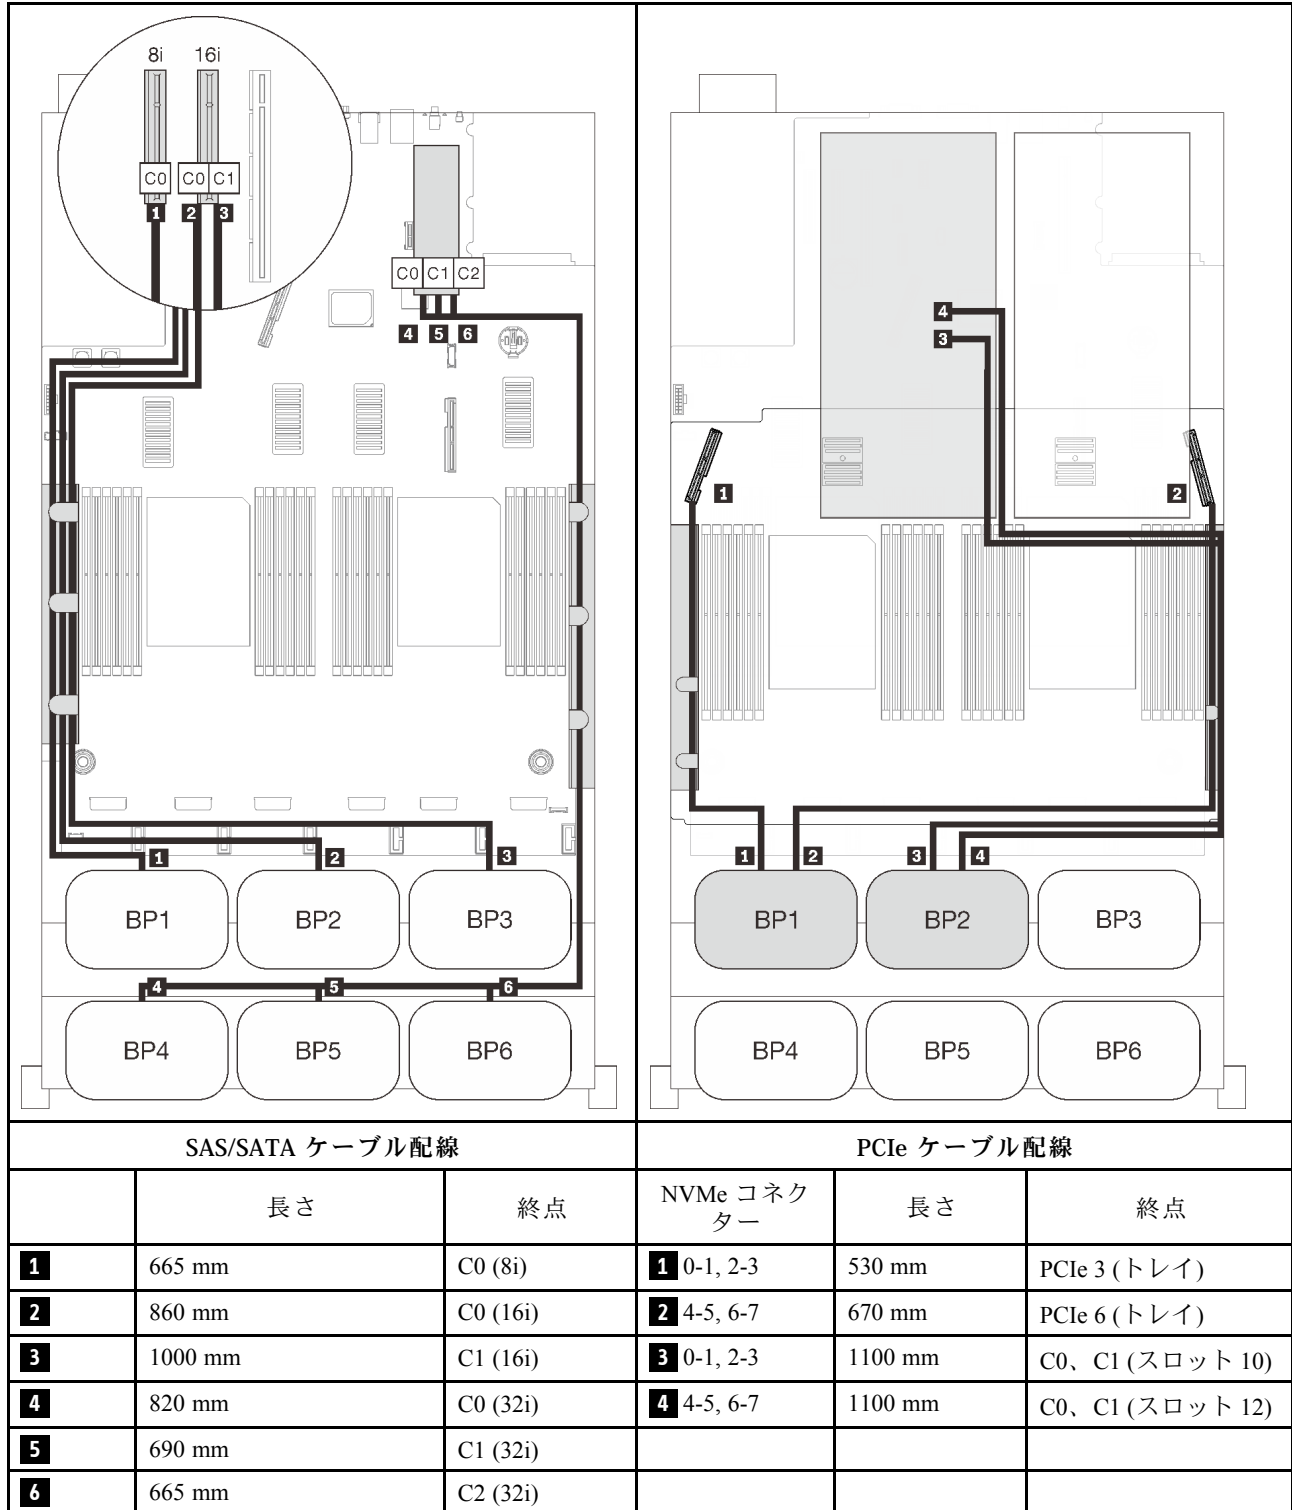 8i 16i
C0 C0 C1
1 2 3
C0 C1 C2
4 5 6
1 2 3
BP1 BP2 BP3
4 5 6
BP4 BP5 BP6
4
3
1 2
1 2 3 4
BP1 BP2 BP3
BP4 BP5 BP6
SAS/SATA ケーブル配線 PCIe ケーブル配線
長さ 終点 NVMe コネク
ター 長さ 終点
1 665 mm C0 (8i) 1 0-1, 2-3 530 mm PCIe 3 (トレイ)
2 860 mm C0 (16i) 2 4-5, 6-7 670 mm PCIe 6 (トレイ)
3 1000 mm C1 (16i) 3 0-1, 2-3 1100 mm C0、C1 (スロット 10)
4 820 mm C0 (32i) 4 4-5, 6-7 1100 mm C0、C1 (スロット 12)
5 690 mm C1 (32i)
6 665 mm C2 (32i)